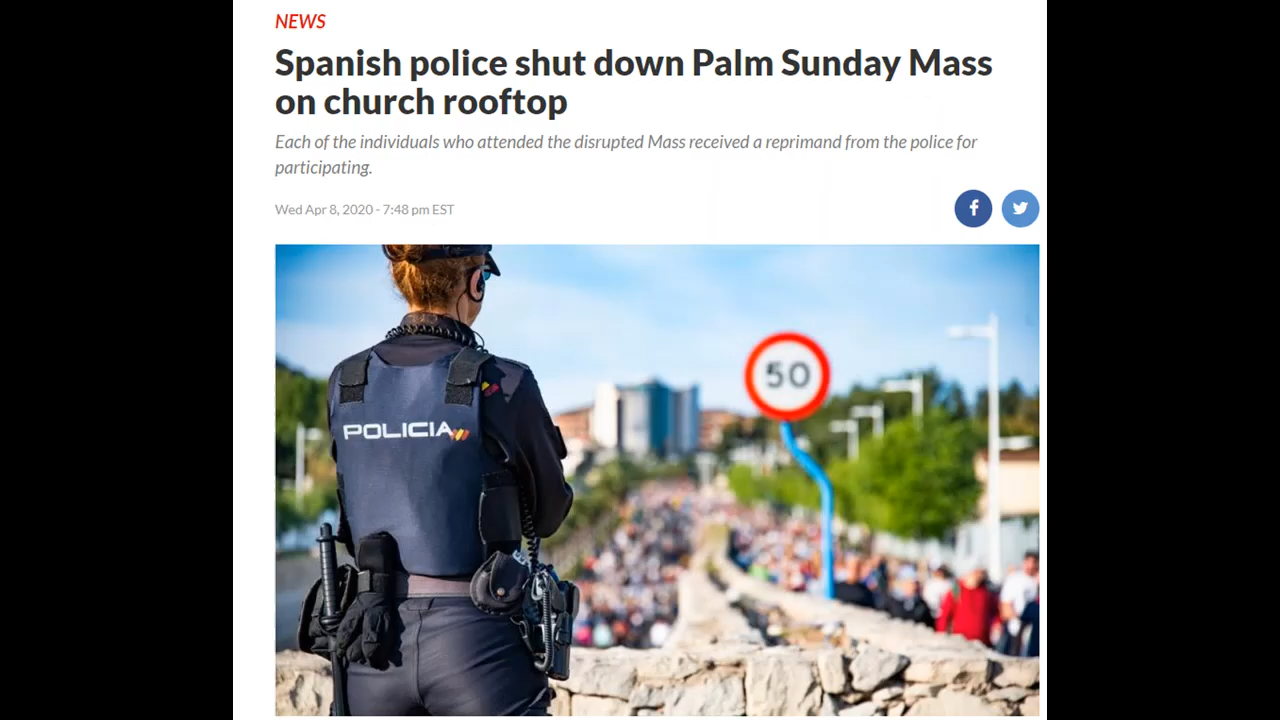 NEWS
Spanish police shut down Palm Sunday Mass
on church rooftop
Each of the individuals who attended the disrupted Mass received a reprimand from the police for
participating.
Wed Apr 8, 2020 - 7:48 pm EST
50
POLICIA